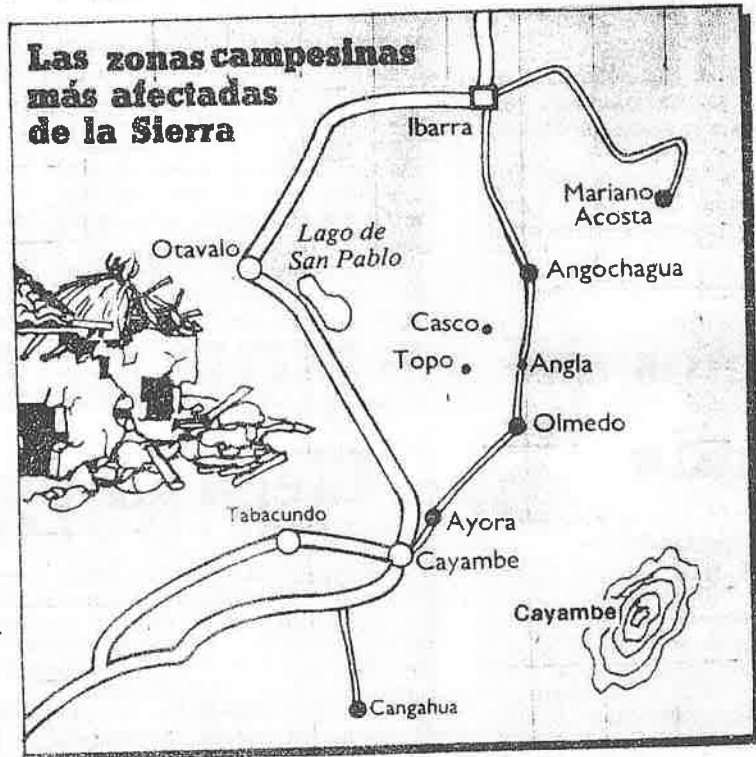 Las zonas campesinas
más afectadas
de la Sierra
Ibarra
Mariano
Acosta
Otavalo
Lago de
San Pablo
Angochagua
Casco
Topo
Angla
Olmedo
Tabacundo
Ayora
Cayambe
Cayambe
Cangahua